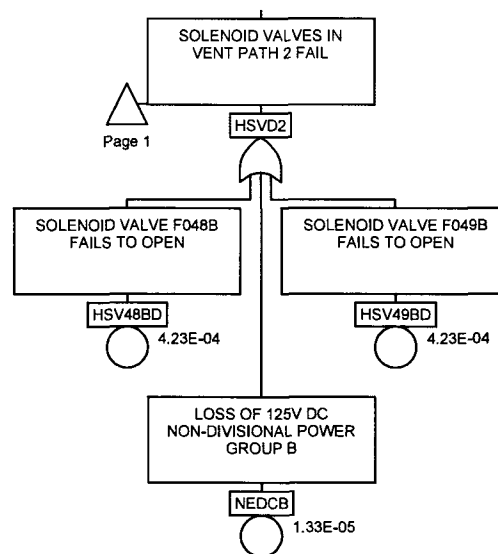 SOLENOID VALVES IN
VENT PATH 2 FAIL
Page 1
HSVD2
SOLENOID VALVE F048B
FAILS TO OPEN
SOLENOID VALVE F049B
FAILS TO OPEN
HSV48BD
4.23E-04
HSV49BD
4.23E-04
LOSS OF 125V DC
NON-DIVISIONAL POWER
GROUP B
NEDCB
1.33E-05